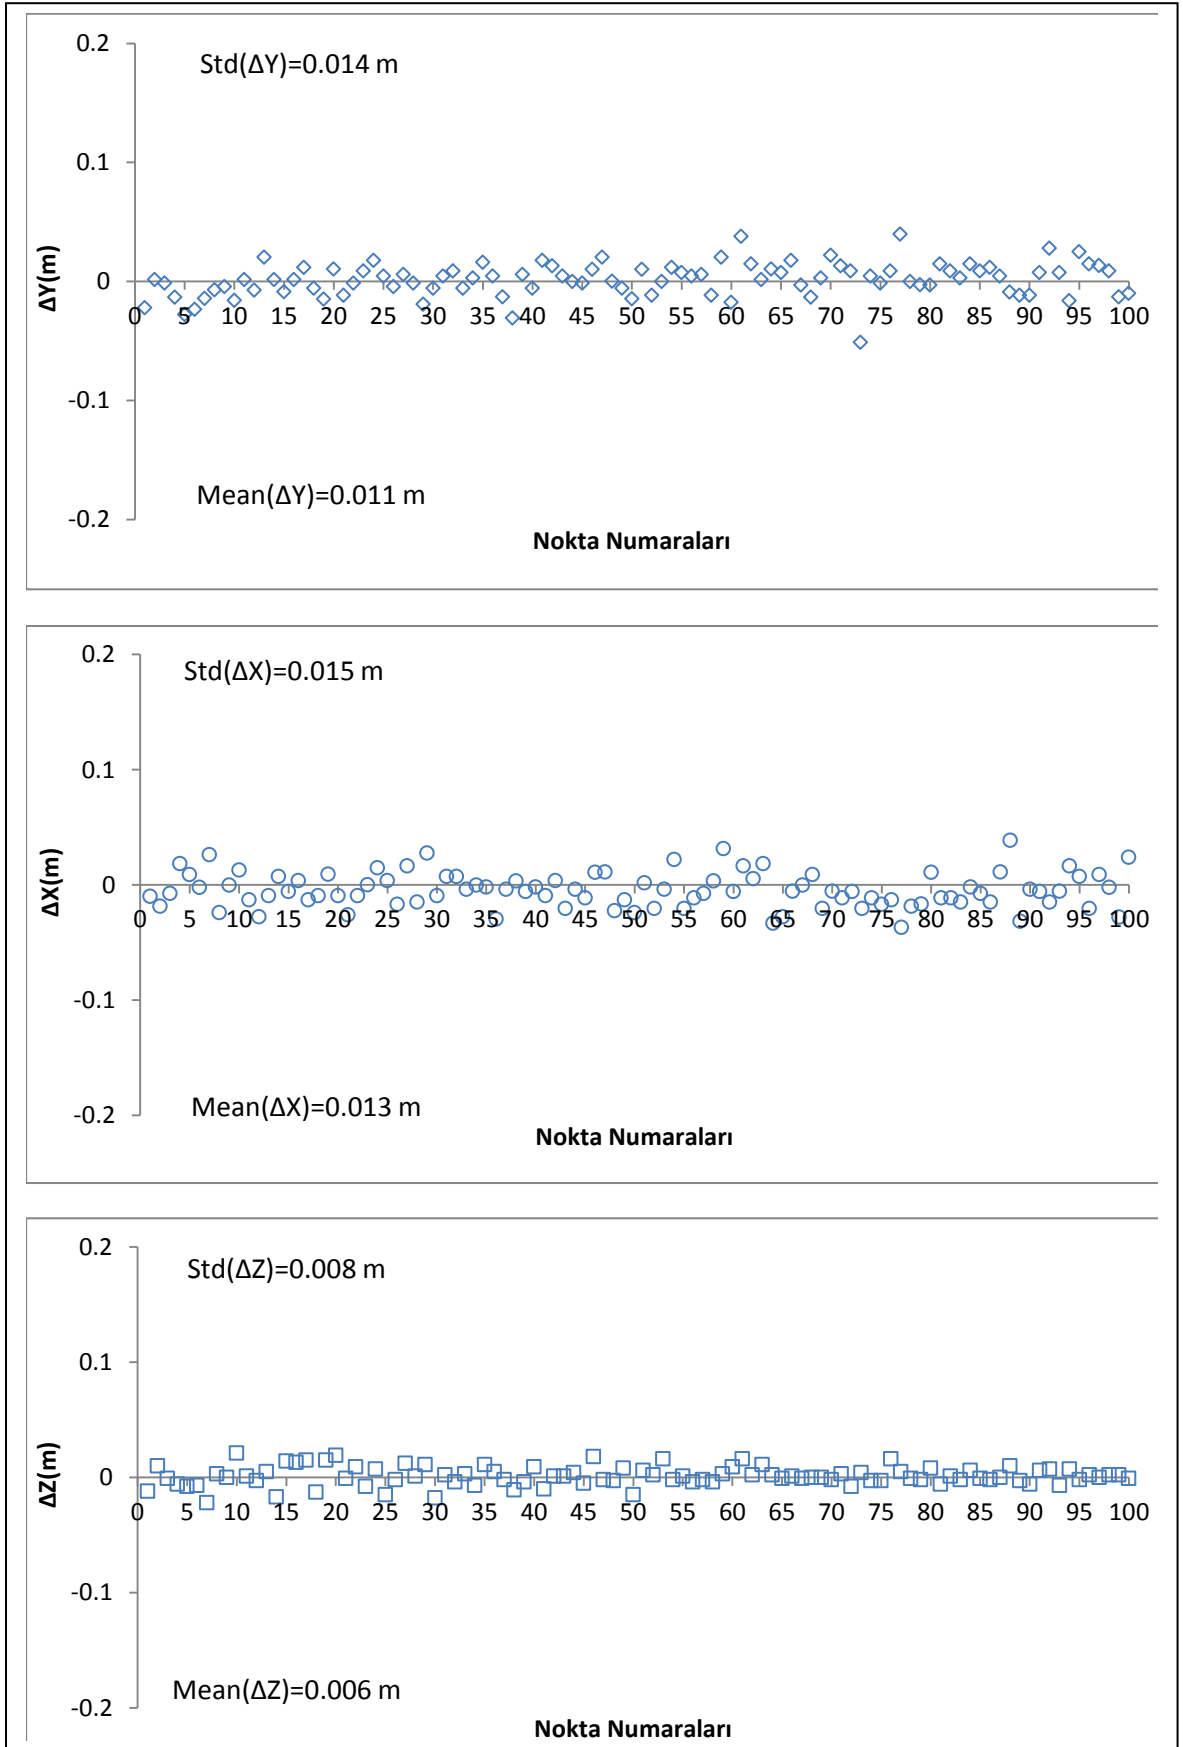 0.2
Std(ΔY)=0.014 m
0.1
ΔY(m)
0
0 5 10 15 20 25 30 35 40 45 50 55 60 65 70 75 80 85 90 95 100
-0.1
Mean(ΔY)=0.011 m
-0.2
Nokta Numaraları
0.2
Std(ΔX)=0.015 m
0.1
ΔX(m)
0
0 5 10 15 20 25 30 35 40 45 50 55 60 65 70 75 80 85 90 95 100
-0.1
Mean(ΔX)=0.013 m
-0.2
Nokta Numaraları
0.2
Std(ΔZ)=0.008 m
0.1
ΔZ(m)
0
0 5 10 15 20 25 30 35 40 45 50 55 60 65 70 75 80 85 90 95 100
-0.1
Mean(ΔZ)=0.006 m
-0.2
Nokta Numaraları